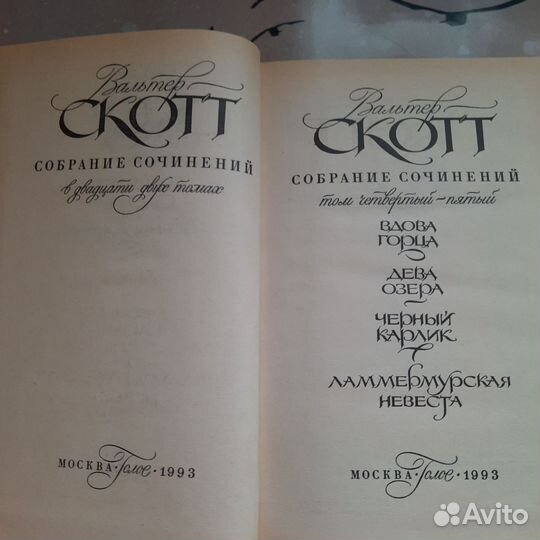 Вальтер
СКОТТ
СОБРАНИЕ СОЧИНЕНИЙ
в двадцати двух томах
МОСКВА · Голос · 1993
Вальтер
СКОТТ
СОБРАНИЕ СОЧИНЕНИЙ
том четвертый-пятый
ВДОВА
ГОРЦА
ДЕВА
ОЗЕРА
ЧЕРНЫЙ
КАРЛИК
ЛАММЕРМУРСКАЯ
НЕВЕСТА
МОСКВА · Голос · 1993
Avito